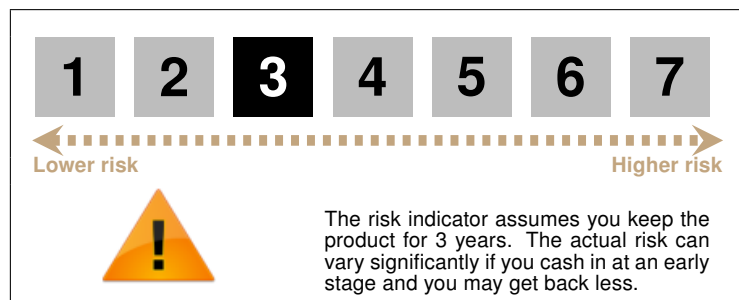 1 2 3 4 5 6 7
Lower risk Higher risk
!
The risk indicator assumes you keep the
product for 3 years. The actual risk can
vary significantly if you cash in at an early
stage and you may get back less.